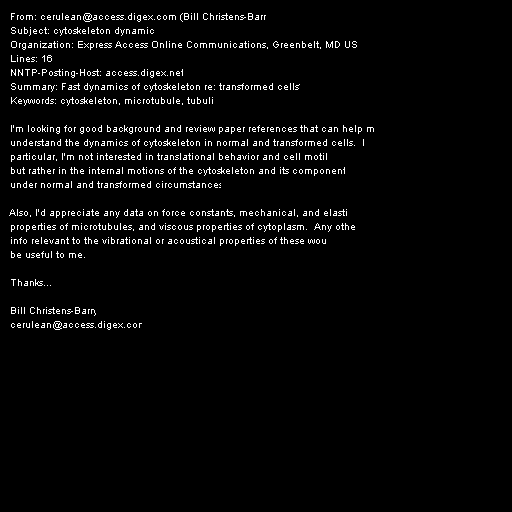 From: cerulean@access.digex.com (Bill Christens-Barr
Subject: cytoskeleton dynamic
Organization: Express Access Online Communications, Greenbelt, MD US
Lines: 16
NNTP-Posting-Host: access.digex.net
Summary: Fast dynamics of cytoskeleton re: transformed cells
Keywords: cytoskeleton, microtubule, tubuli
I'm looking for good background and review paper references that can help m
understand the dynamics of cytoskeleton in normal and transformed cells. I
particular, I'm not interested in translational behavior and cell motil
but rather in the internal motions of the cytoskeleton and its component
under normal and transformed circumstances
Also, I'd appreciate any data on force constants, mechanical, and elasti
properties of microtubules, and viscous properties of cytoplasm. Any othe
info relevant to the vibrational or acoustical properties of these wou
be useful to me.
Thanks...
Bill Christens-Barry
cerulean@access.digex.com